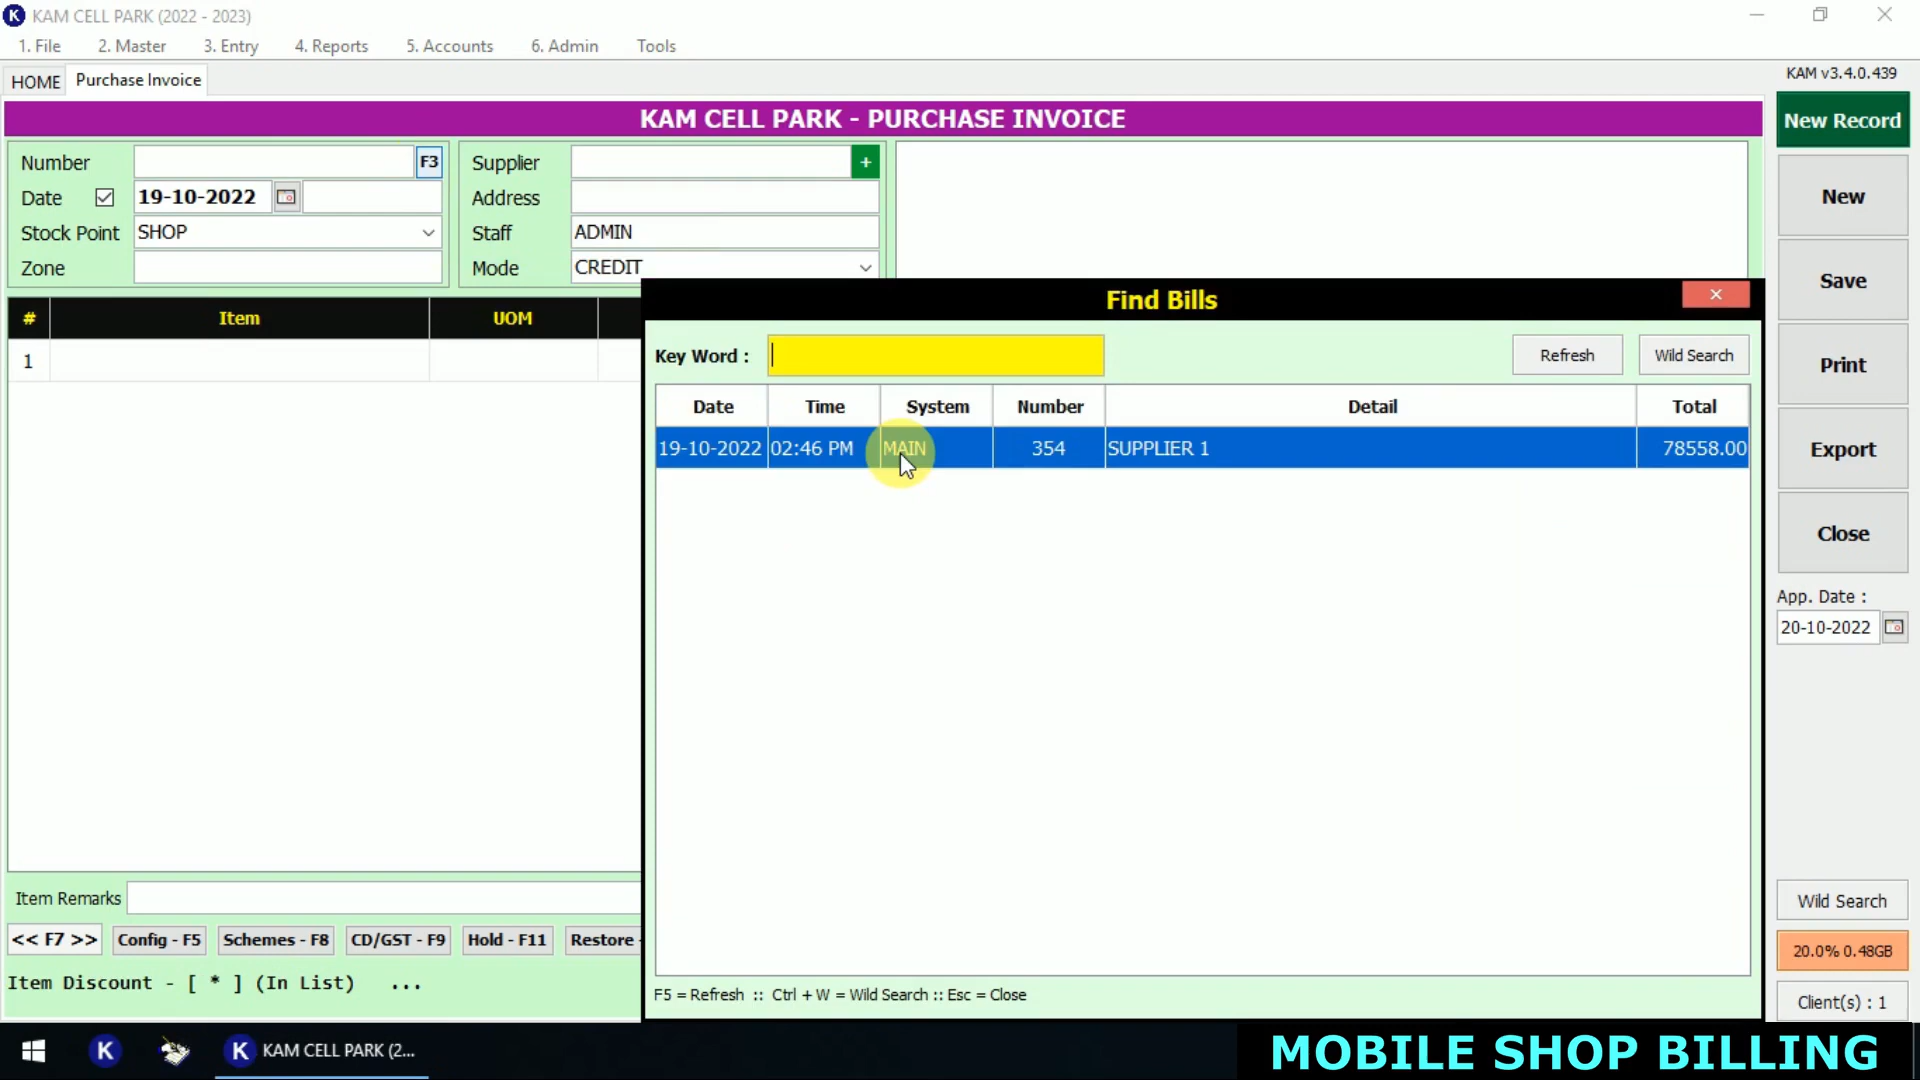 K KAM CELL PARK (2022 - 2023)
1. File 2. Master 3. Entry 4. Reports 5. Accounts 6. Admin Tools
HOME Purchase Invoice
KAM v3.4.0.439
KAM CELL PARK - PURCHASE INVOICE
New Record
Number F3 Supplier +
Date 19-10-2022 Address
New
Stock Point SHOP Staff ADMIN
Zone Mode CREDIT
Save
Find Bills
# Item UOM
1
Key Word : Refresh Wild Search
Print
Date Time System Number Detail Total
19-10-2022 02:46 PM MAIN 354 SUPPLIER 1 78558.00
Export
Close
App. Date :
20-10-2022
Item Remarks
Wild Search
<< F7 >> Config - F5 Schemes - F8 CD/GST - F9 Hold - F11 Restore -
20.0% 0.48GB
Item Discount - [ * ] (In List) ...
F5 = Refresh :: Ctrl + W = Wild Search :: Esc = Close
Client(s) : 1
K K KAM CELL PARK (2...
MOBILE SHOP BILLING